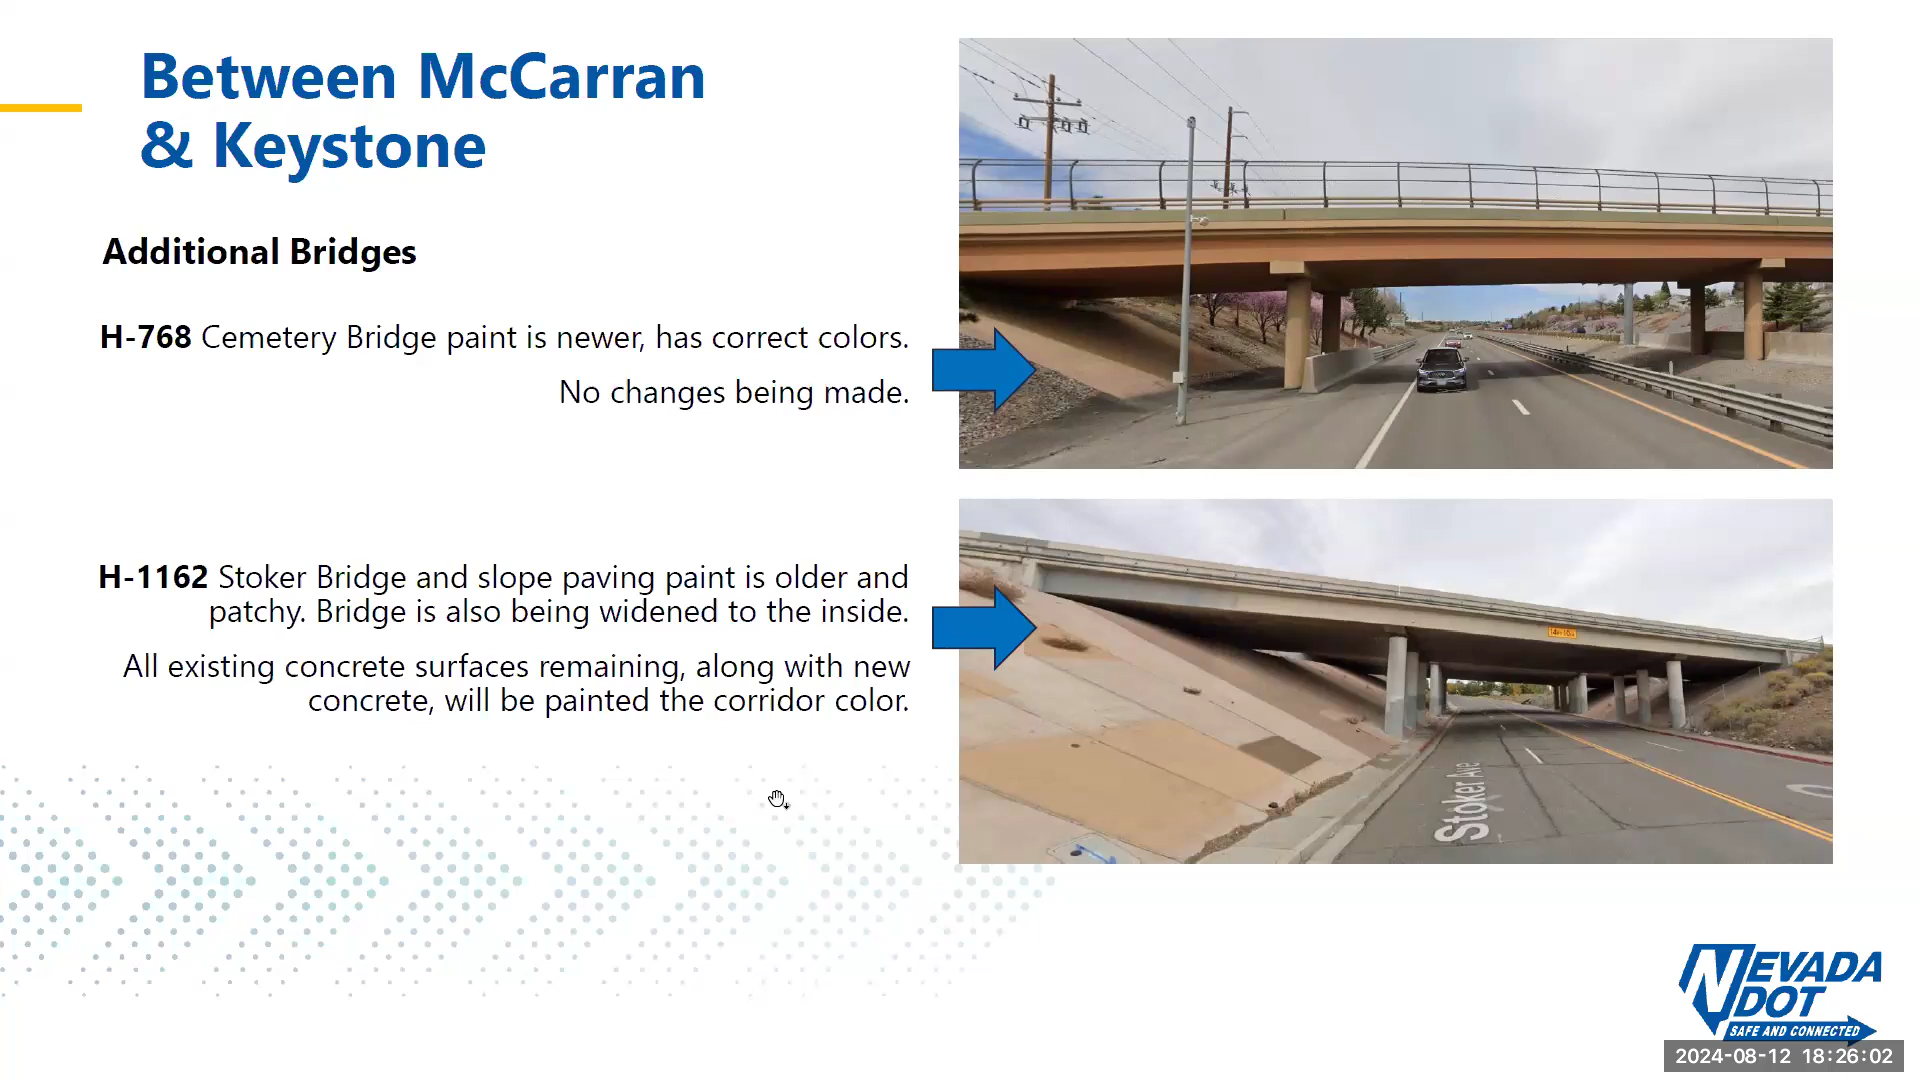 Between McCarran
& Keystone
Additional Bridges
H-768 Cemetery Bridge paint is newer, has correct colors.
No changes being made.
H-1162 Stoker Bridge and slope paving paint is older and
patchy. Bridge is also being widened to the inside.
All existing concrete surfaces remaining, along with new
concrete, will be painted the corridor color.
Stoker Ave
NEVADA
DOT
SAFE AND CONNECTED
2024-08-12 18:26:02